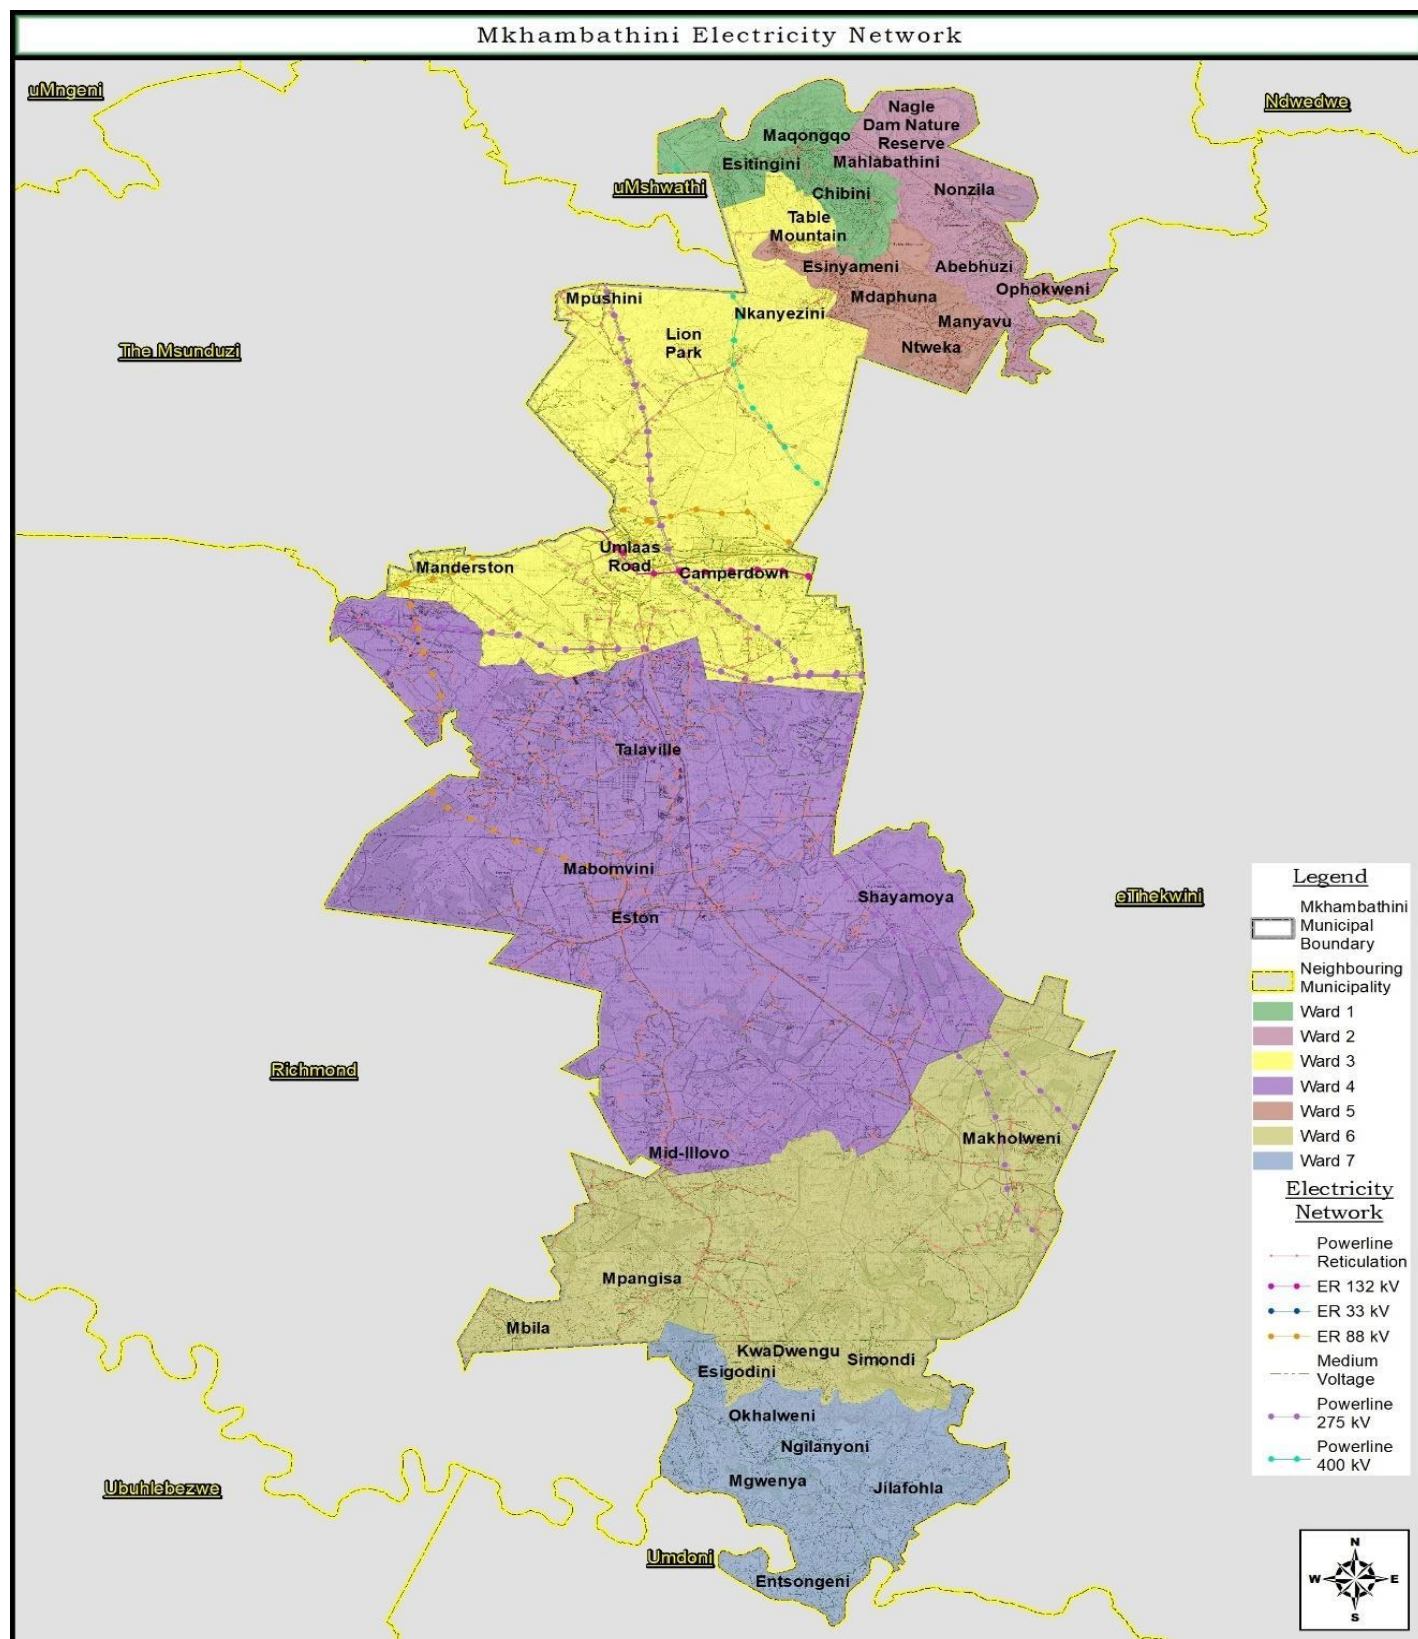 Mkhambathini Electricity Network
uMngeni
Ndwedwe
Nagle
Dam Nature
Reserve
Maqongqo
Esitingini
Mahlabathini
uMshwathi
Chibini
Nonzila
Table
Mountain
Esinyameni
Abebhuzi
Ophokweni
Mpushini
Mdaphuna
Nkanyezini
Manyavu
Lion
Park
Ntweka
The Msunduzi
Umlaas
Road
Manderston
Camperdown
Talaville
Mabomvini
Shayamoya
eThekwini
Eston
Richmond
Makholweni
Mid-Illovo
Mpangisa
Mbila
KwaDwengu
Simondi
Esigodini
Okhalweni
Ngilanyoni
Mgwenya
Jilafohla
Ubuhlebezwe
Umdoni
Entsongeni
Legend
Mkhambathini
Municipal
Boundary
Neighbouring
Municipality
Ward 1
Ward 2
Ward 3
Ward 4
Ward 5
Ward 6
Ward 7
Electricity
Network
Powerline
Reticulation
ER 132 kV
ER 33 kV
ER 88 kV
Medium
Voltage
Powerline
275 kV
Powerline
400 kV
N
W
E
S